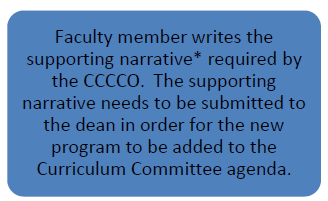 Faculty member writes the
supporting narrative* required by
the CCCCO.  The supporting
narrative needs to be submitted to
the dean in order for the new
program to be added to the
Curriculum Committee agenda.